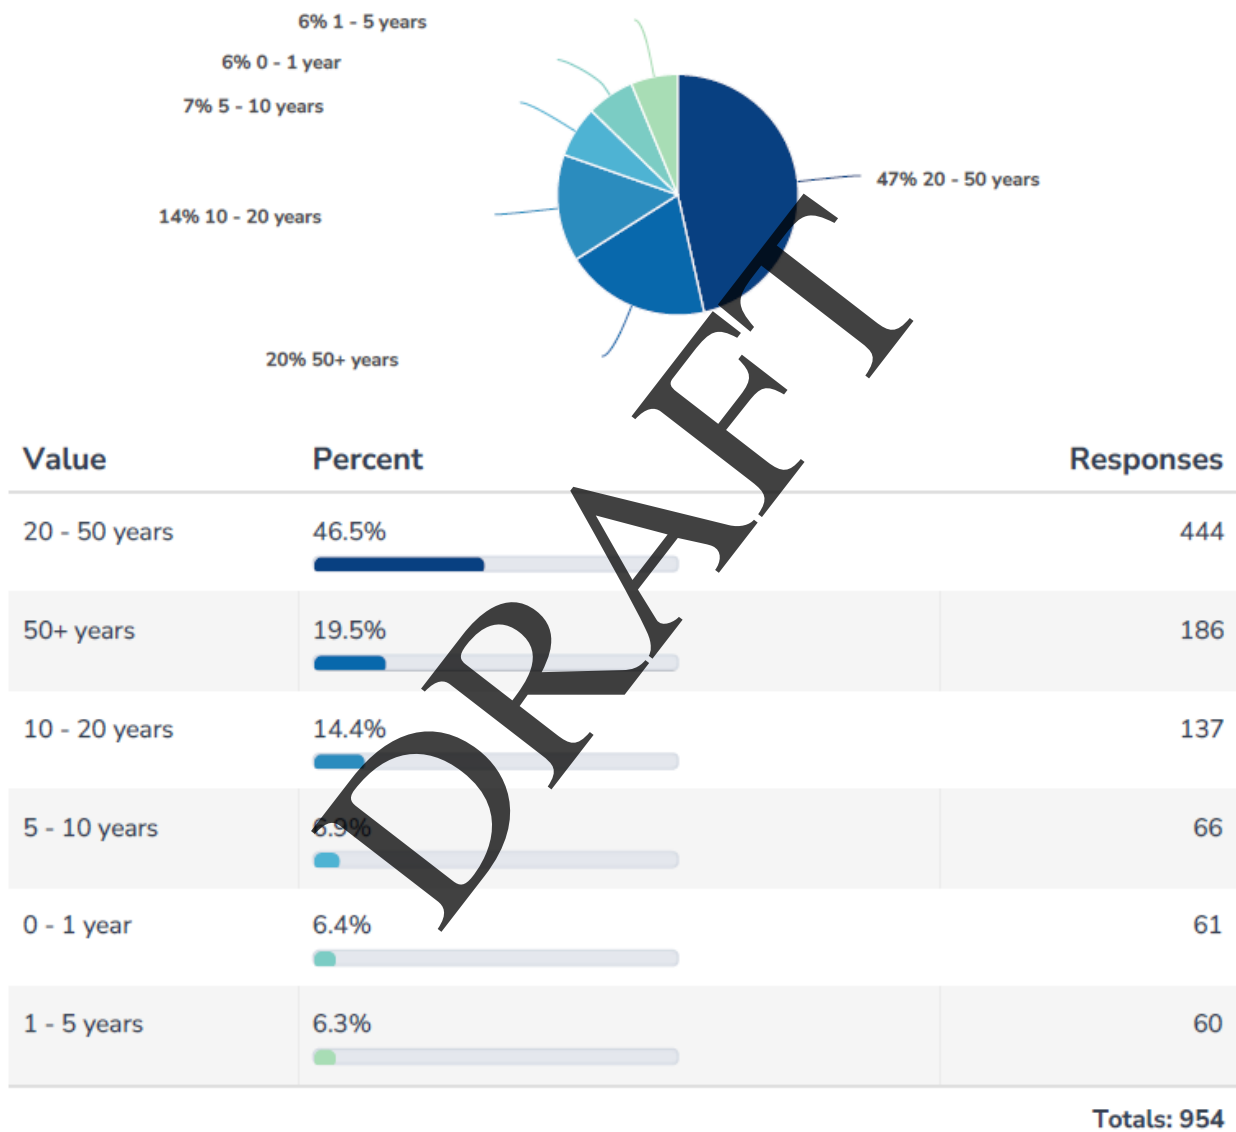 6% 1 - 5 years
6% 0 - 1 year
7% 5 - 10 years
47% 20 - 50 years
14% 10 - 20 years
20% 50+ years
DRAFT
Value Percent Responses
20 - 50 years 46.5% 444
50+ years 19.5% 186
10 - 20 years 14.4% 137
5 - 10 years 6.9% 66
0 - 1 year 6.4% 61
1 - 5 years 6.3% 60
Totals: 954